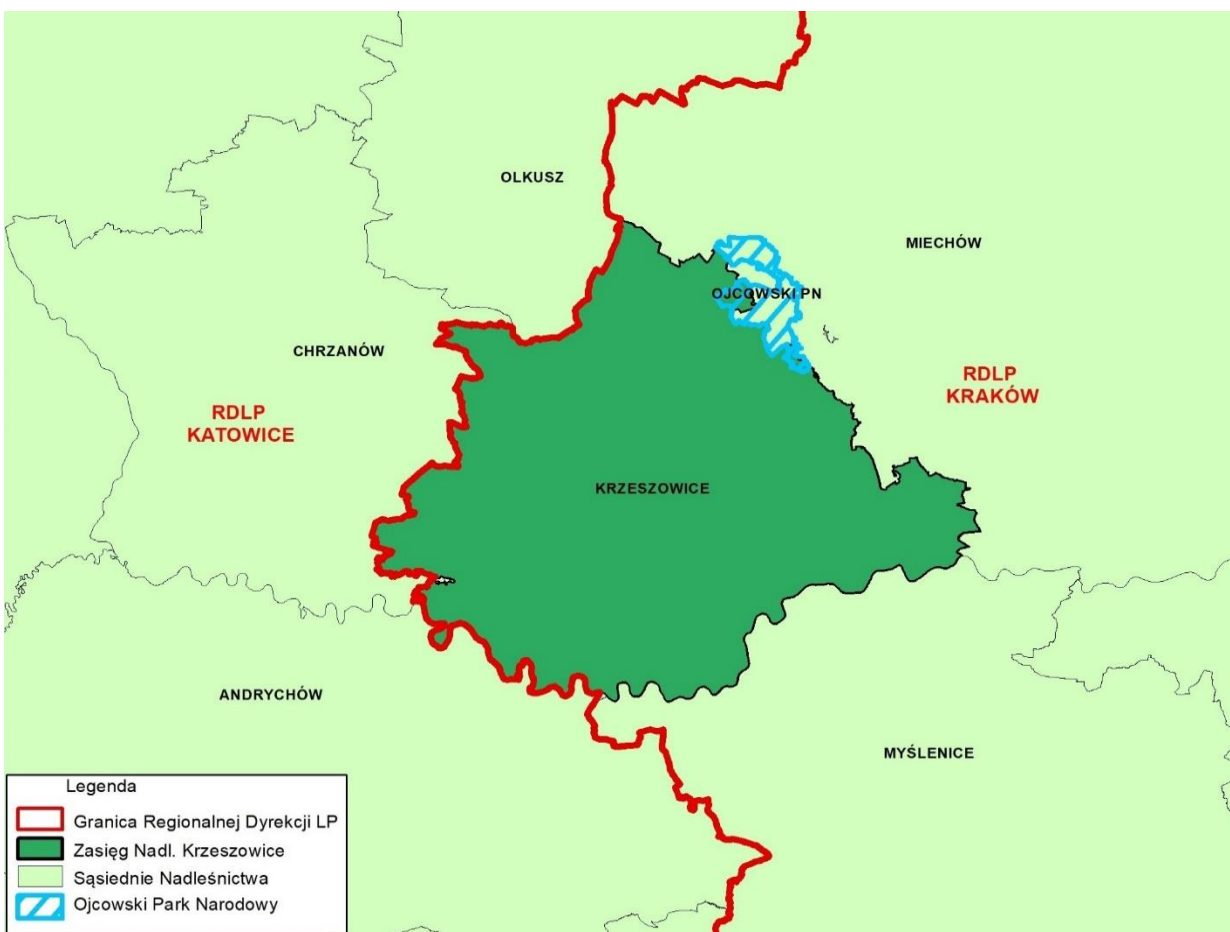 OLKUSZ
MIECHÓW
OJCOWSKI PN
CHRZANÓW
RDLP
KATOWICE
RDLP
KRAKÓW
KRZESZOWICE
ANDRYCHÓW
MYŚLENICE
Legenda
Granica Regionalnej Dyrekcji LP
Zasięg Nadl. Krzeszowice
Sąsiednie Nadleśnictwa
Ojcowski Park Narodowy